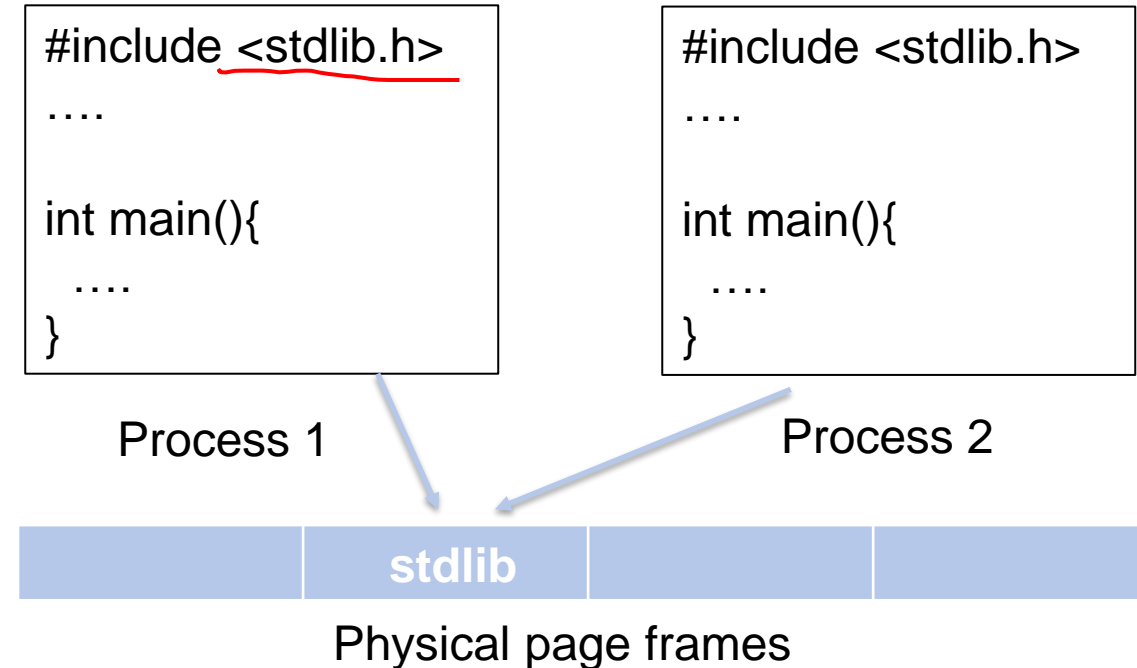 #include <stdlib.h>
….
int main(){
….
}
Process 1
#include <stdlib.h>
….
int main(){
….
}
Process 2
stdlib
Physical page frames